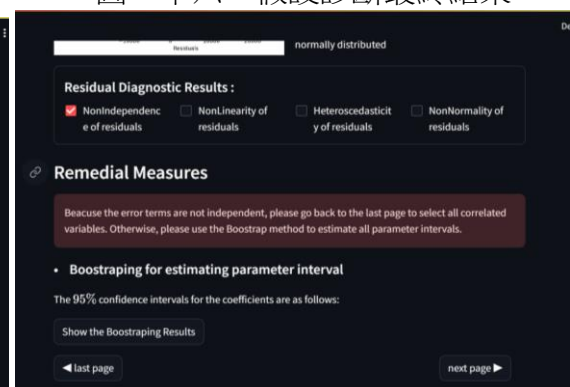 normally distributed
Residuals
De
Residual Diagnostic Results :
NonIndependenc
e of residuals
NonLinearity of
residuals
Heteroscedasticit
y of residuals
NonNormality of
residuals
Remedial Measures
Beacuse the error terms are not independent, please go back to the last page to select all correlated
variables. Otherwise, please use the Boostrap method to estimate all parameter intervals.
• Boostraping for estimating parameter interval
The 95% confidence intervals for the coefficients are as follows:
Show the Boostraping Results
◀ last page
next page ▶